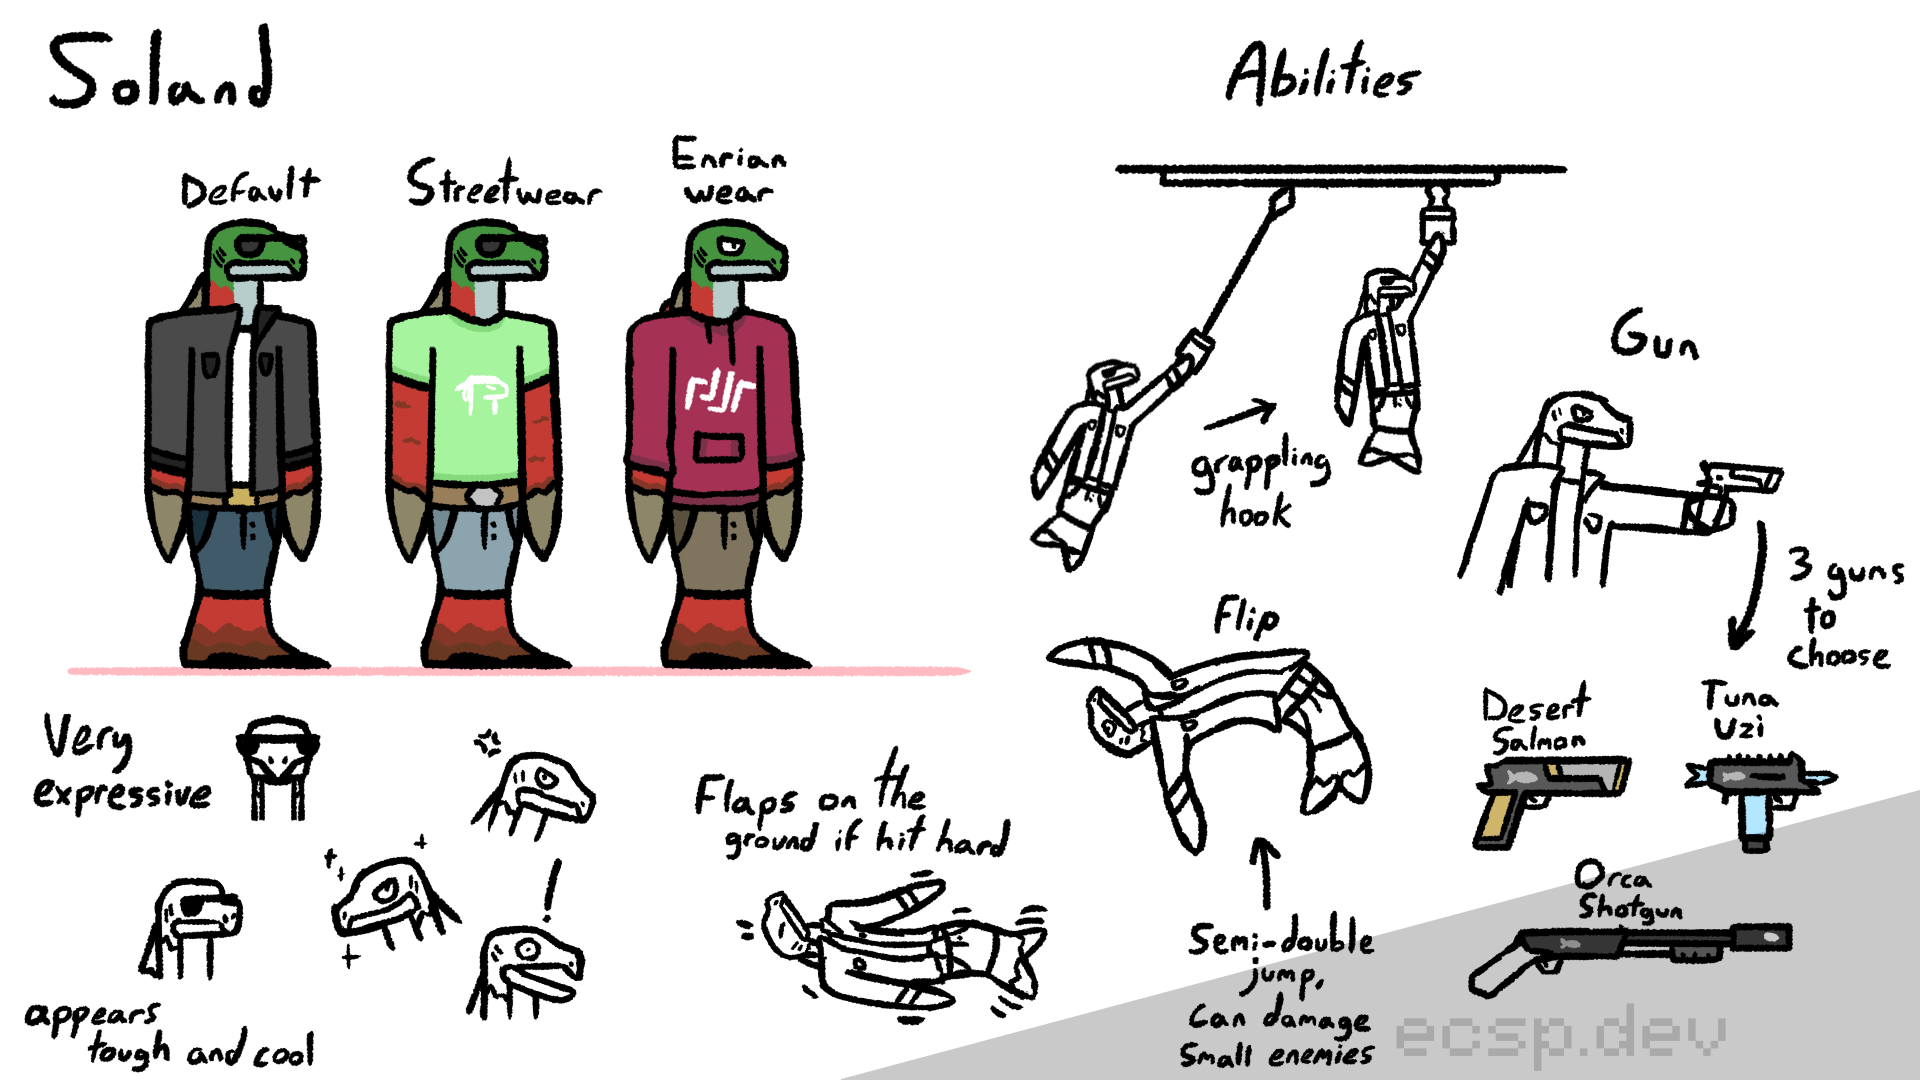 Soland
Default
Streetwear
Enrian
wear
Very
expressive
appears
tough and cool
!
Flaps on the
ground if hit hard
Abilities
grappling
hook
Gun
3 guns
to
choose
Flip
Semi-double
jump,
Can damage
small enemies
Desert
Salmon
Tuna
Uzi
Orca
Shotgun
ecsp.dev